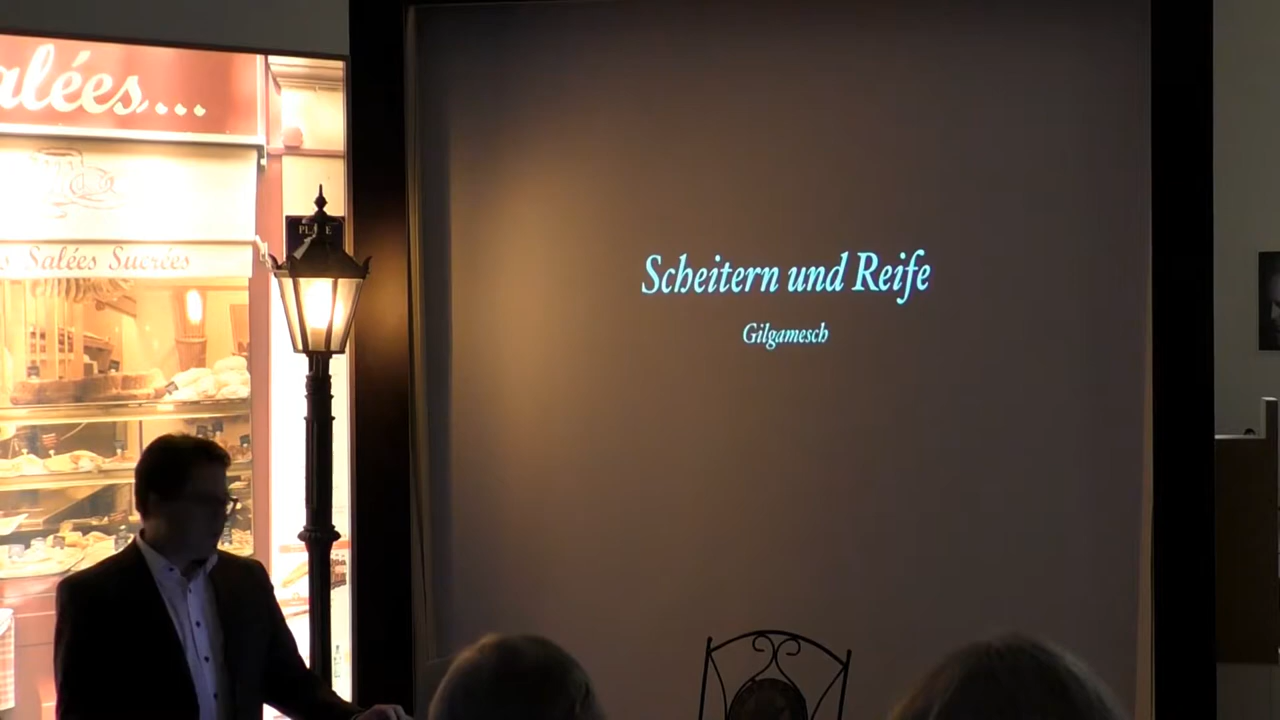 alées,...
Salées Sucrées
Scheitern und Reife
Gilgamesch